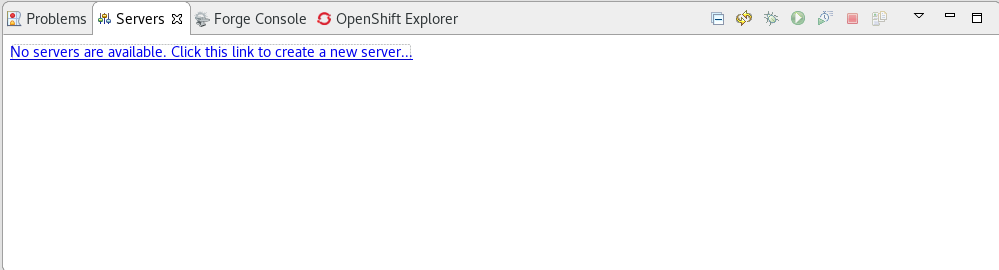 Problems Servers Forge Console OpenShift Explorer
No servers are available. Click this link to create a new server...